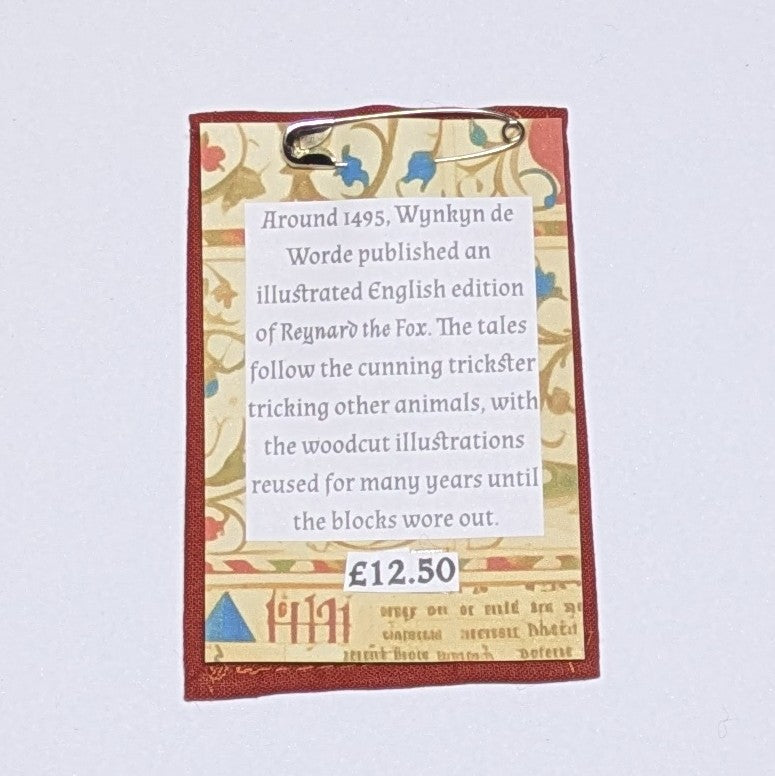 Around 1495, Wynkyn de
Worde published an
illustrated English edition
of Reynard the Fox. The tales
follow the cunning trickster
tricking other animals, with
the woodcut illustrations
reused for many years until
the blocks wore out.
£12.50